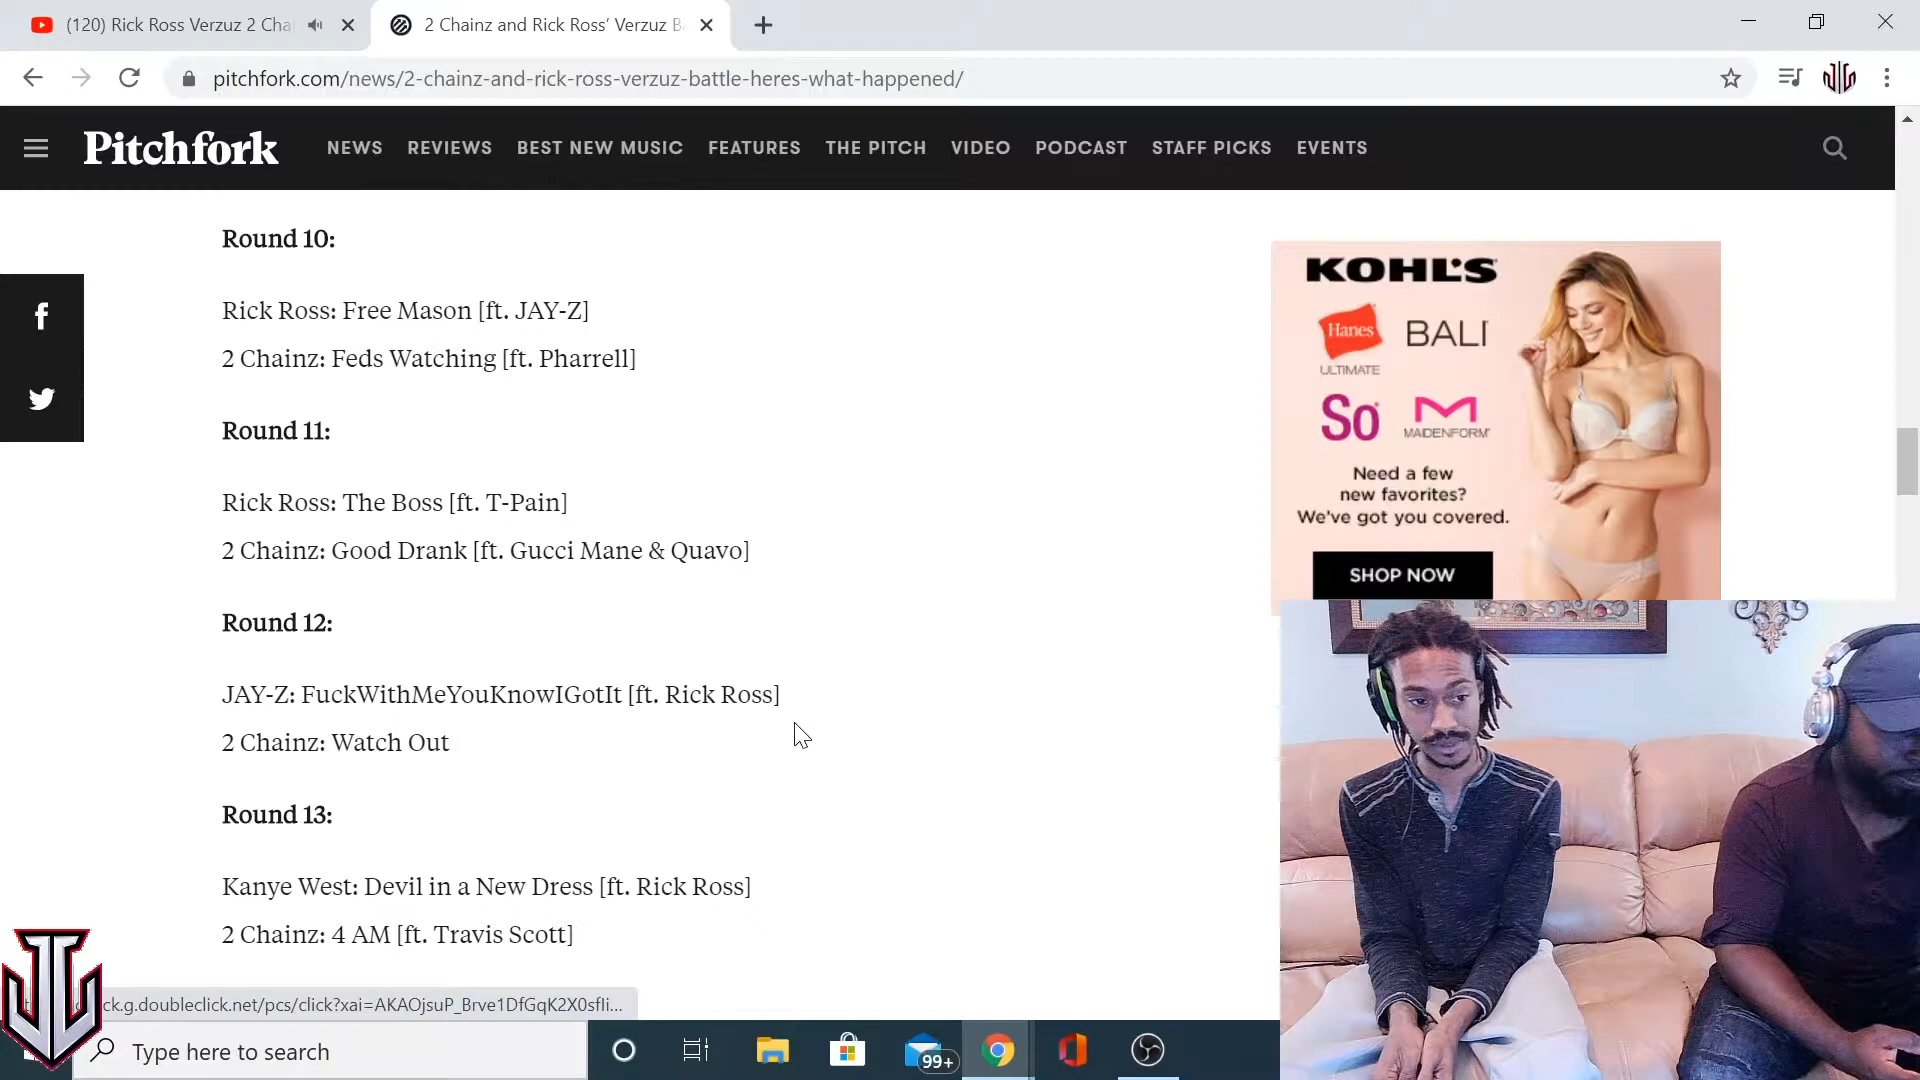 (120) Rick Ross Verzuz 2 Cha
2 Chainz and Rick Ross' Verzuz B
pitchfork.com/news/2-chainz-and-rick-ross-verzuz-battle-heres-what-happened/
Pitchfork
NEWS REVIEWS BEST NEW MUSIC FEATURES THE PITCH VIDEO PODCAST STAFF PICKS EVENTS
Round 10:
Rick Ross: Free Mason [ft. JAY-Z]
2 Chainz: Feds Watching [ft. Pharrell]
Round 11:
Rick Ross: The Boss [ft. T-Pain]
2 Chainz: Good Drank [ft. Gucci Mane & Quavo]
Round 12:
JAY-Z: FuckWithMeYouKnowIGotIt [ft. Rick Ross]
2 Chainz: Watch Out
Round 13:
Kanye West: Devil in a New Dress [ft. Rick Ross]
2 Chainz: 4 AM [ft. Travis Scott]
KOHL'S
Hanes
ULTIMATE
BALI
So
MAIDENFORM
Need a few
new favorites?
We've got you covered.
SHOP NOW
ck.g.doubleclick.net/pcs/click?xai=AKAOjsuP_Brve1DfGqK2X0sfIi...
Type here to search
99+